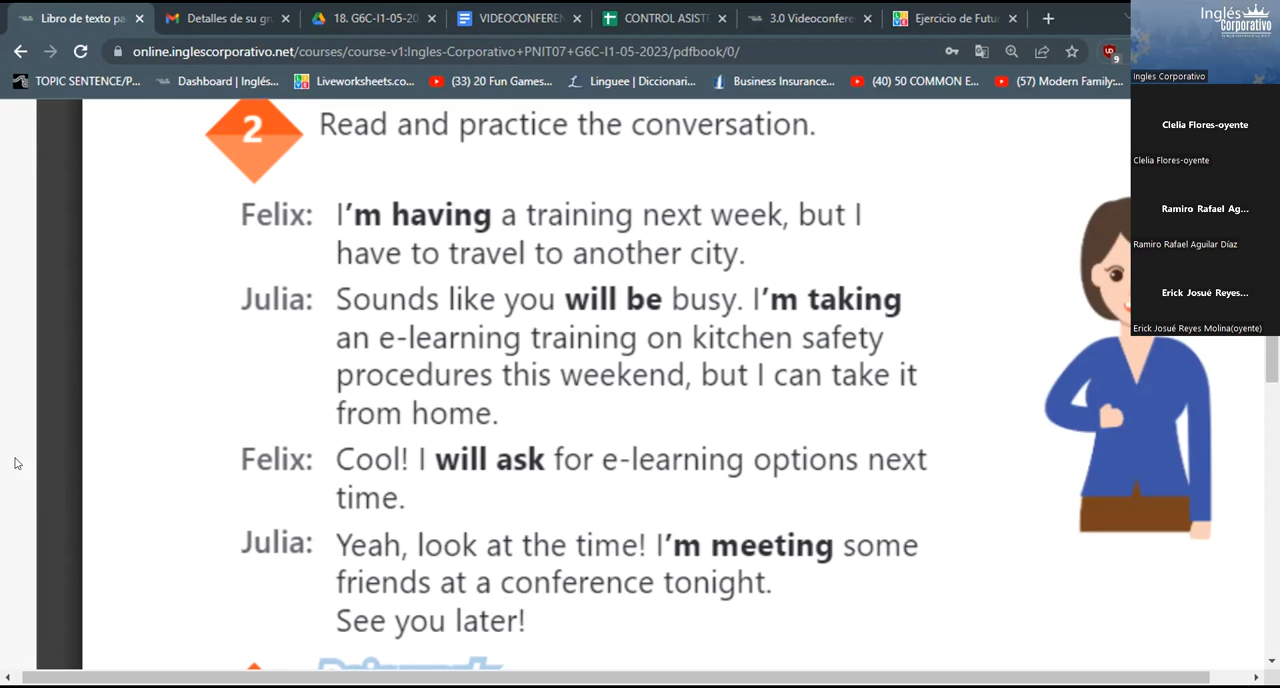 Libro de texto pa
Detalles de su gr
18. G6C-I1-05-20
VIDEOCONFEREN
CONTROL ASIST
3.0 Videoconfere
Ejercicio de Futu
online.inglescorporativo.net/courses/course-v1:Ingles-Corporativo+PNIT07+G6C-I1-05-2023/pdfbook/0/
9
TOPIC SENTENCE/P...
Dashboard | Inglés...
Liveworksheets.co...
(33) 20 Fun Games...
Linguee | Diccionari...
Business Insurance...
(40) 50 COMMON E...
(57) Modern Family:...
Inglés
Corporativo
Ingles Corporativo
Clelia Flores-oyente
Clelia Flores-oyente
Ramiro Rafael Ag...
Ramiro Rafael Aguilar Díaz
Erick Josué Reyes...
Erick Josué Reyes Molina(oyente)
2 Read and practice the conversation.
Felix: I'm having a training next week, but I
have to travel to another city.
Julia: Sounds like you will be busy. I'm taking
an e-learning training on kitchen safety
procedures this weekend, but I can take it
from home.
Felix: Cool! I will ask for e-learning options next
time.
Julia: Yeah, look at the time! I'm meeting some
friends at a conference tonight.
See you later!